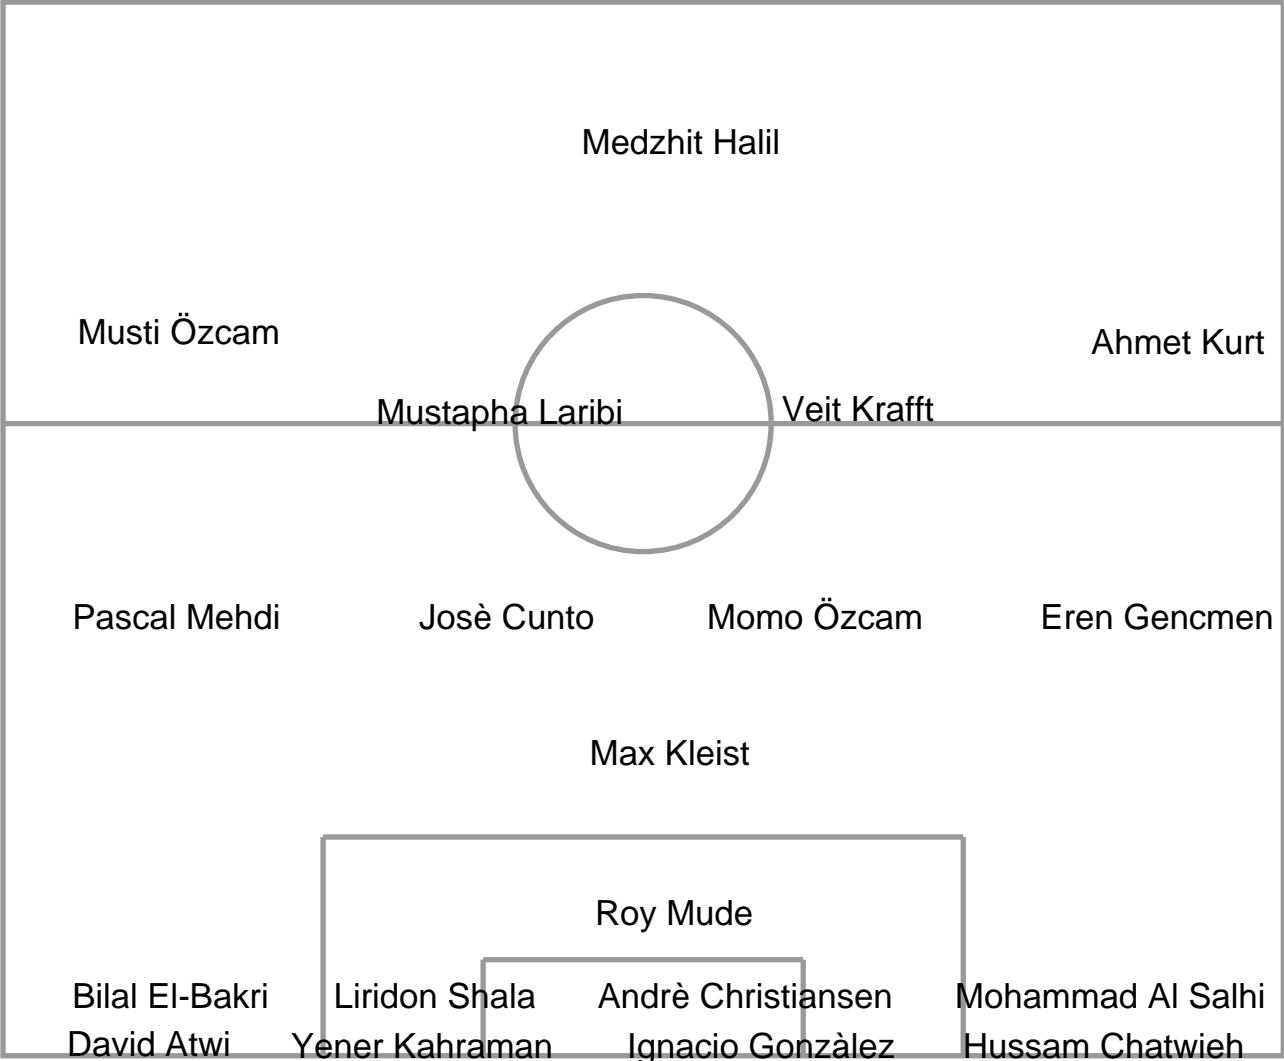 Medzhit Halil
Musti Özcam
Ahmet Kurt
Mustapha Laribi
Veit Krafft
Pascal Mehdi
Josè Cunto
Momo Özcam
Eren Gencmen
Max Kleist
Roy Mude
Bilal El-Bakri
Liridon Shala
Andrè Christiansen
Mohammad Al Salhi
David Atwi
Yener Kahraman
Ignacio Gonzàlez
Hussam Chatwieh